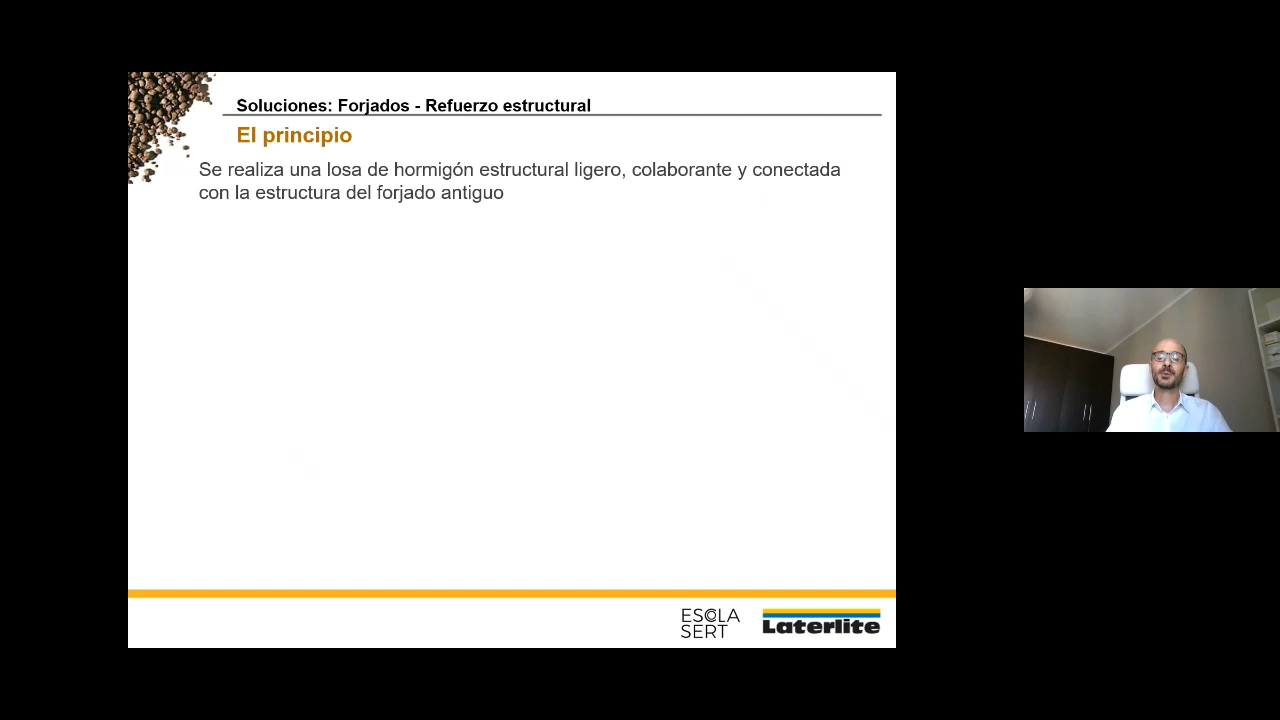 Soluciones: Forjados - Refuerzo estructural
El principio
Se realiza una losa de hormigón estructural ligero, colaborante y conectada
con la estructura del forjado antiguo
ESCOLA
SERT
Laterlite